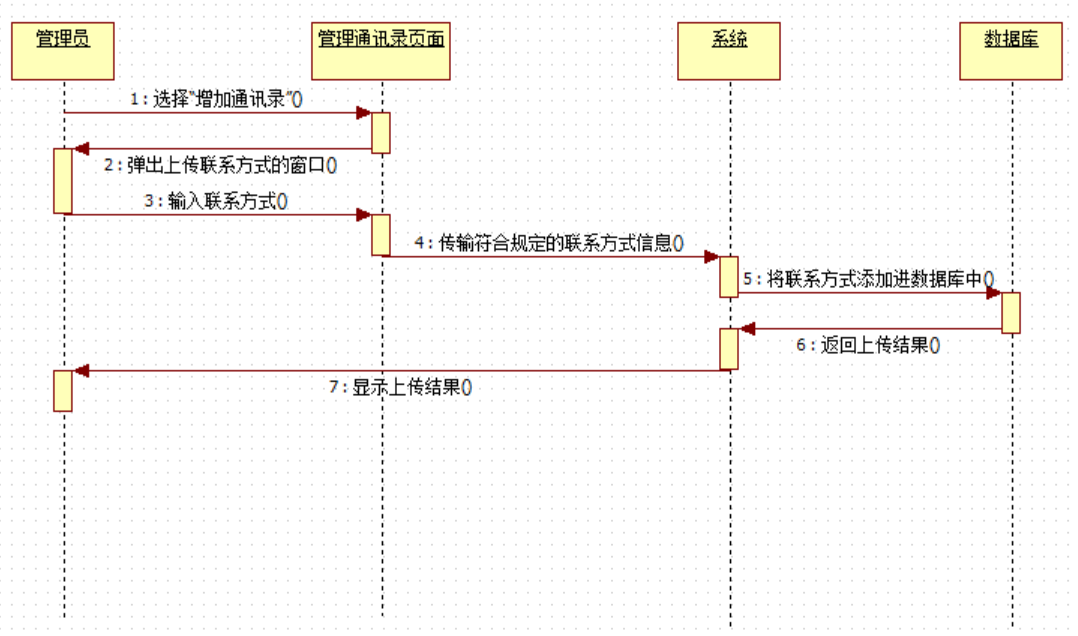 管理员
管理通讯录页面
系统
数据库
1:选择“增加通讯录”()
2:弹出上传联系方式的窗口()
3:输入联系方式()
4:传输符合规定的联系方式信息()
5:将联系方式添加进数据库中()
6:返回上传结果()
7:显示上传结果()